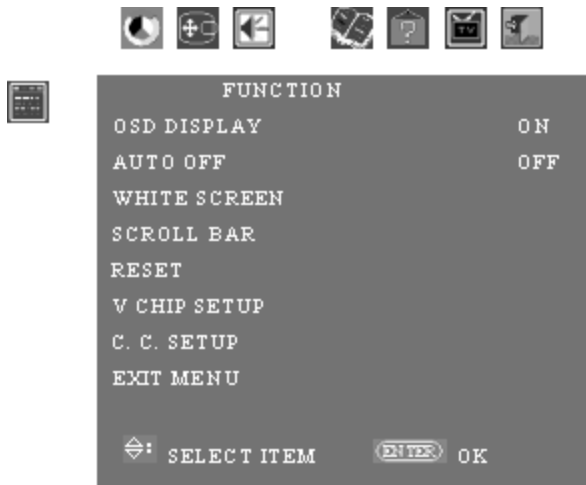 TV
?
FUNCTION
OSD DISPLAY ON
AUTO OFF OFF
WHITE SCREEN
SCROLL BAR
RESET
V CHIP SETUP
C. C. SETUP
EXIT MENU
: SELECT ITEM ENTER OK